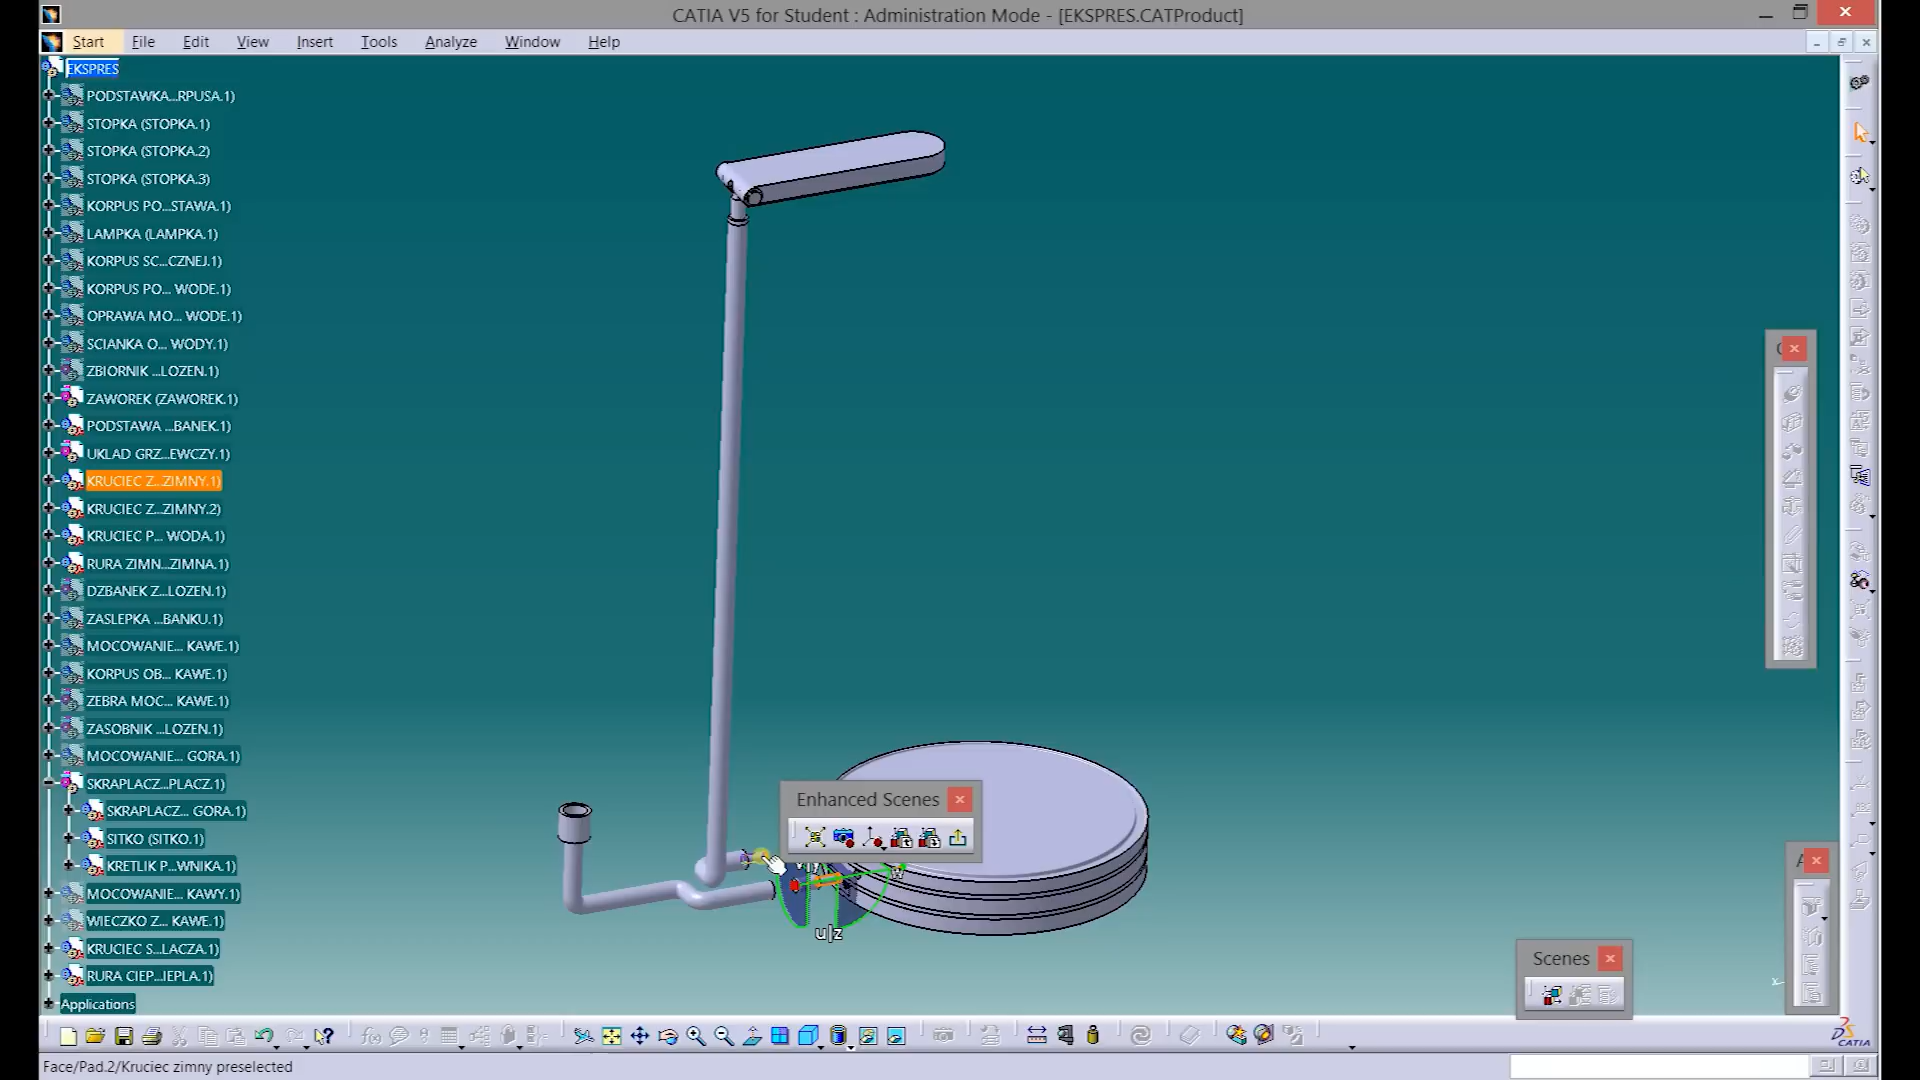 CATIA V5 for Student : Administration Mode - [EKSPRES.CATProduct]
Start File Edit View Insert Tools Analyze Window Help
EKSPRES
PODSTAWKA...RPUSA.1)
STOPKA (STOPKA.1)
STOPKA (STOPKA.2)
STOPKA (STOPKA.3)
KORPUS PO...STAWA.1)
LAMPKA (LAMPKA.1)
KORPUS SC...CZNEJ.1)
KORPUS PO... WODE.1)
OPRAWA MO... WODE.1)
SCIANKA O... WODY.1)
ZBIORNIK ...LOZEN.1)
ZAWOREK (ZAWOREK.1)
PODSTAWA ...BANEK.1)
UKLAD GRZ...EWCZY.1)
KRUCIEC Z...ZIMNY.1)
KRUCIEC Z...ZIMNY.2)
KRUCIEC P... WODA.1)
RURA ZIMN...ZIMNA.1)
DZBANEK Z...LOZEN.1)
ZASLEPKA ...BANKU.1)
MOCOWANIE... KAWE.1)
KORPUS OB... KAWE.1)
ZEBRA MOC... KAWE.1)
ZASOBNIK ...LOZEN.1)
MOCOWANIE... GORA.1)
SKRAPLACZ...PLACZ.1)
SKRAPLACZ... GORA.1)
SITKO (SITKO.1)
KRETLIK P...WNIKA.1)
MOCOWANIE... KAWY.1)
WIECZKO Z... KAWE.1)
KRUCIEC S...LACZA.1)
RURA CIEP...IEPLA.1)
Applications
Enhanced Scenes
w
u|z
Scenes
x
CATIA
Face/Pad.2/Kruciec zimny preselected